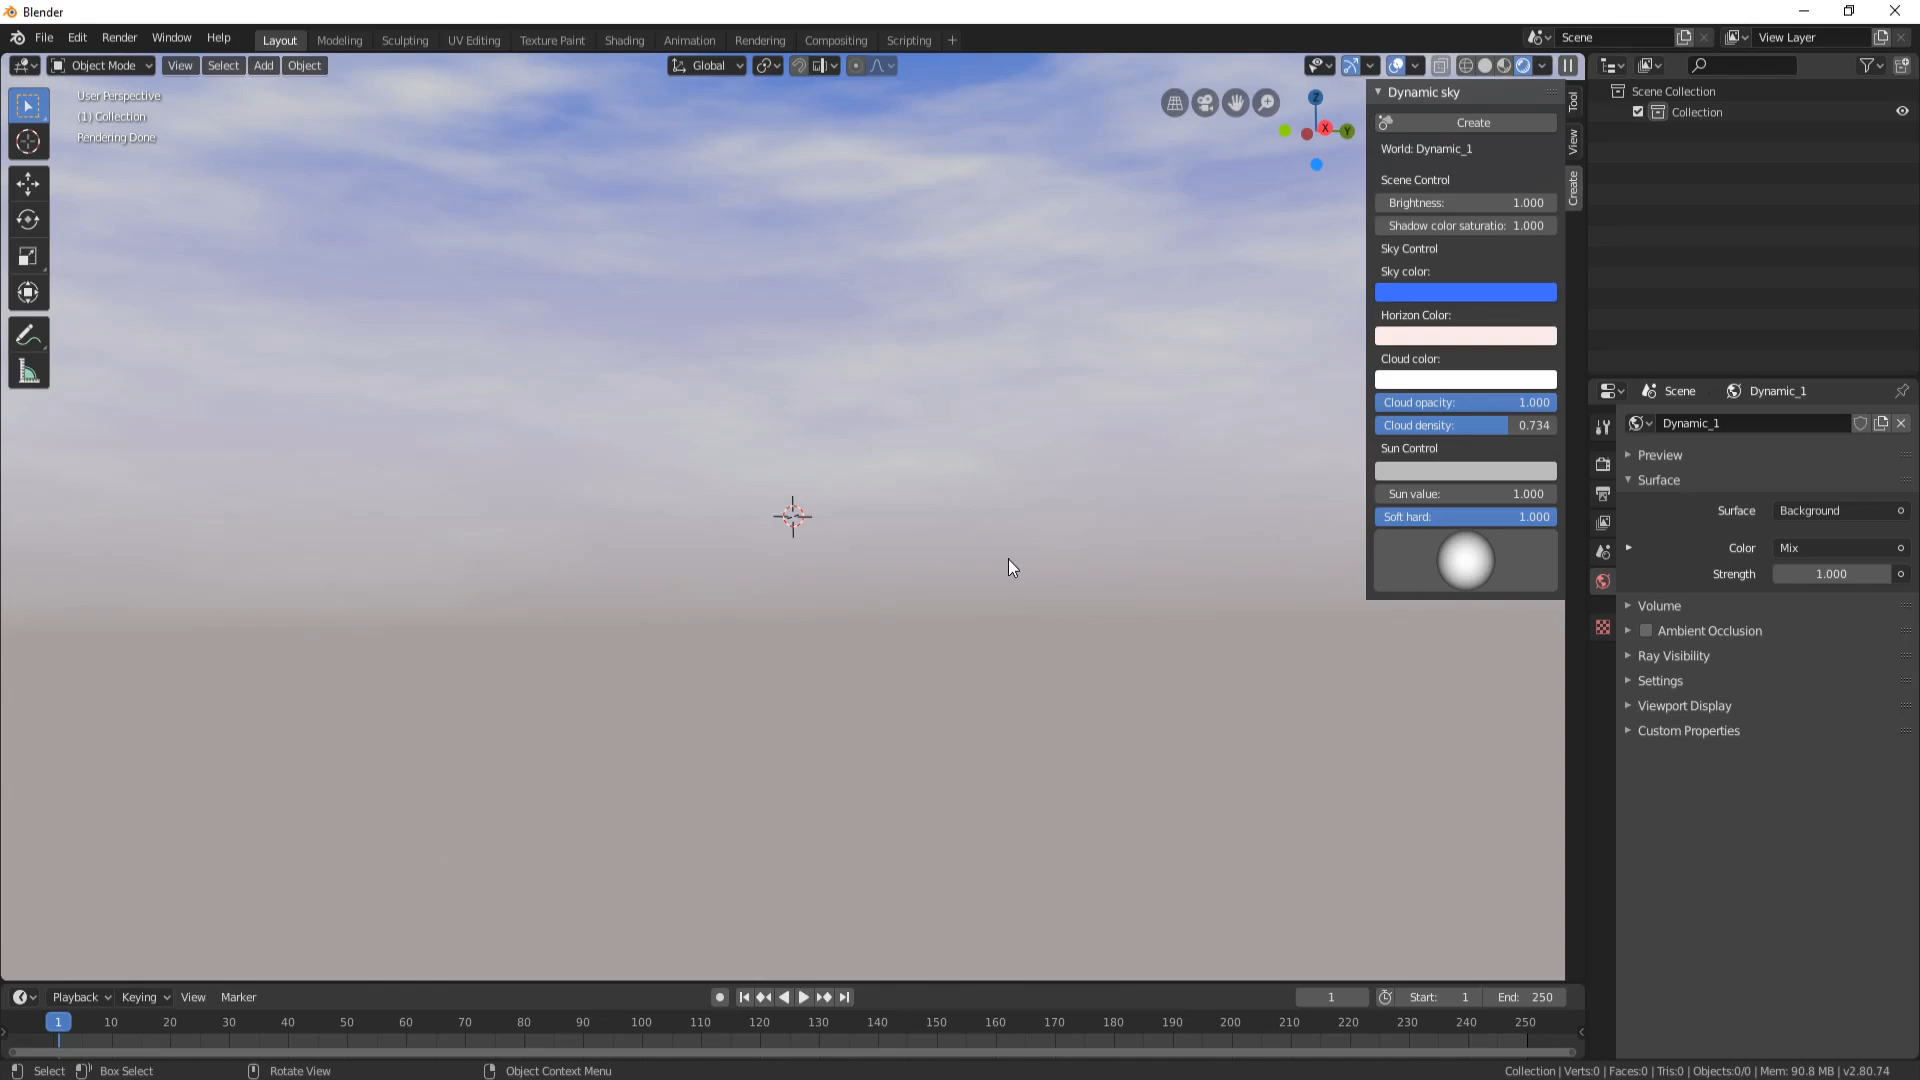 Blender
File Edit Render Window Help Layout Modeling Sculpting UV Editing Texture Paint Shading Animation Rendering Compositing Scripting + Scene View Layer
Object Mode View Select Add Object Global
User Perspective
(1) Collection
Rendering Done
Z
X
Y
Dynamic sky
Create
World: Dynamic_1
Scene Control
Brightness: 1.000
Shadow color saturatio: 1.000
Sky Control
Sky color:
Horizon Color:
Cloud color:
Cloud opacity: 1.000
Cloud density: 0.734
Sun Control
Sun value: 1.000
Soft hard: 1.000
Tool
View
Create
Scene Collection
Collection
Scene Dynamic_1
Dynamic_1
Preview
Surface
Surface Background
Color Mix
Strength 1.000
Volume
Ambient Occlusion
Ray Visibility
Settings
Viewport Display
Custom Properties
Playback Keying View Marker 1 Start: 1 End: 250
1 10 20 30 40 50 60 70 80 90 100 110 120 130 140 150 160 170 180 190 200 210 220 230 240 250
Select Box Select Rotate View Object Context Menu Collection | Verts:0 | Faces:0 | Tris:0 | Objects:0/0 | Mem: 90.8 MB | v2.80.74